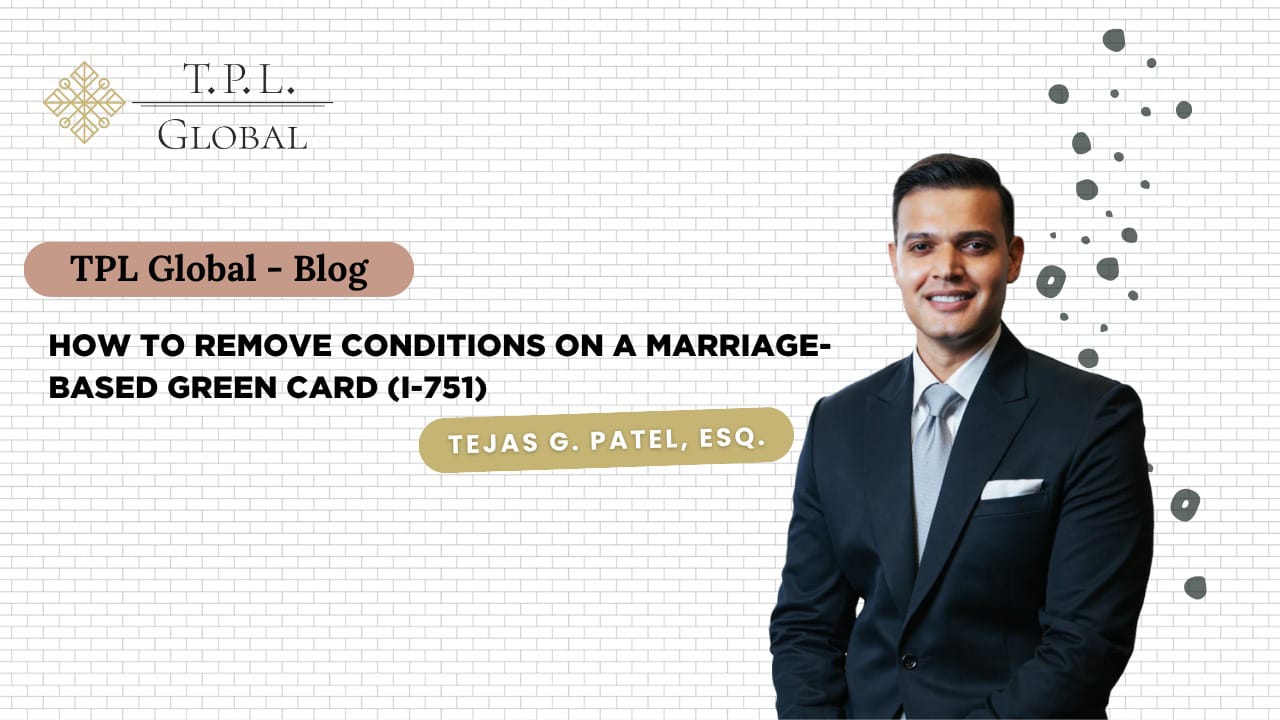 T.P.L.
GLOBAL
TPL Global - Blog
HOW TO REMOVE CONDITIONS ON A MARRIAGE-
BASED GREEN CARD (I-751)
TEJAS G. PATEL, ESQ.